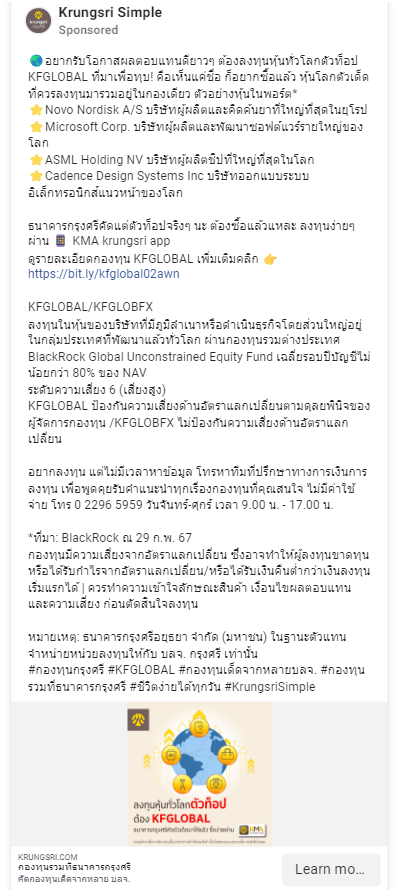 Krungsri Simple
Sponsored
🌏อยากรับโอกาสผลตอบแทนดียาวๆ ต้องลงทุนหุ้นทั่วโลกตัวท็อป
KFGLOBAL ที่มาเพื่อทุบ! คือเห็นแค่ชื่อ ก็อยากซื้อแล้ว หุ้นโลกตัวเด็ด
ที่ควรลงทุนมารวมอยู่ในกองเดียว ตัวอย่างหุ้นในพอร์ต*
⭐Novo Nordisk A/S บริษัทผู้ผลิตและคิดค้นยาที่ใหญ่ที่สุดในยุโรป
⭐Microsoft Corp. บริษัทผู้ผลิตและพัฒนาซอฟต์แวร์รายใหญ่ของ
โลก
⭐ASML Holding NV บริษัทผู้ผลิตชิปที่ใหญ่ที่สุดในโลก
⭐Cadence Design Systems Inc บริษัทออกแบบระบบ
อิเล็กทรอนิกส์แนวหน้าของโลก
ธนาคารกรุงศรีคัดแต่ตัวท็อปจริงๆ นะ ต้องซื้อแล้วแหละ ลงทุนง่ายๆ
ผ่าน 📱 KMA krungsri app
ดูรายละเอียดกองทุน KFGLOBAL เพิ่มเติมคลิก 👉
https://bit.ly/kfglobal02awn
KFGLOBAL/KFGLOBFX
ลงทุนในหุ้นของบริษัทที่มีภูมิลำเนาหรือดำเนินธุรกิจโดยส่วนใหญ่อยู่
ในกลุ่มประเทศที่พัฒนาแล้วทั่วโลก ผ่านกองทุนรวมต่างประเทศ
BlackRock Global Unconstrained Equity Fund เฉลี่ยรอบปีบัญชีไม่
น้อยกว่า 80% ของ NAV
ระดับความเสี่ยง 6 (เสี่ยงสูง)
KFGLOBAL ป้องกันความเสี่ยงด้านอัตราแลกเปลี่ยนตามดุลยพินิจของ
ผู้จัดการกองทุน /KFGLOBFX ไม่ป้องกันความเสี่ยงด้านอัตราแลก
เปลี่ยน
อยากลงทุน แต่ไม่มีเวลาหาข้อมูล โทรหาทีมที่ปรึกษาทางการเงินการ
ลงทุน เพื่อพูดคุยรับคำแนะนำทุกเรื่องกองทุนที่คุณสนใจ ไม่มีค่าใช้
จ่าย โทร 0 2296 5959 วันจันทร์-ศุกร์ เวลา 9.00 น. - 17.00 น.
*ที่มา: BlackRock ณ 29 ก.พ. 67
กองทุนมีความเสี่ยงจากอัตราแลกเปลี่ยน ซึ่งอาจทำให้ผู้ลงทุนขาดทุน
หรือได้รับกำไรจากอัตราแลกเปลี่ยน/หรือได้รับเงินคืนต่ำกว่าเงินลงทุน
เริ่มแรกได้ | ควรทำความเข้าใจลักษณะสินค้า เงื่อนไขผลตอบแทน
และความเสี่ยง ก่อนตัดสินใจลงทุน
หมายเหตุ: ธนาคารกรุงศรีอยุธยา จำกัด (มหาชน) ในฐานะตัวแทน
จำหน่ายหน่วยลงทุนให้กับ บลจ. กรุงศรี เท่านั้น
#กองทุนกรุงศรี #KFGLOBAL #กองทุนเด็ดจากหลายบลจ. #กองทุน
รวมที่ธนาคารกรุงศรี #ชีวิตง่ายได้ทุกวัน #KrungsriSimple
ลงทุนหุ้นทั่วโลกตัวท็อป
ต้อง KFGLOBAL
ธนาคารกรุงศรีคัดตัวเด็ดมาให้แล้ว ซื้อง่ายผ่าน KMA
KRUNGSRI.COM
กองทุนรวมที่ธนาคารกรุงศรี
คัดกองทุนเด็ดจากหลาย บลจ.
Learn mo…